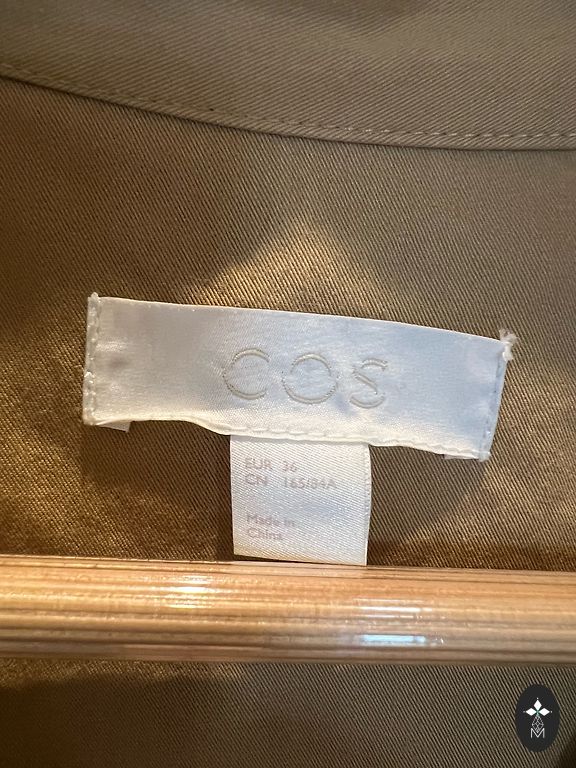 COS
EUR 36
CN 165/84A
Made in
China
M